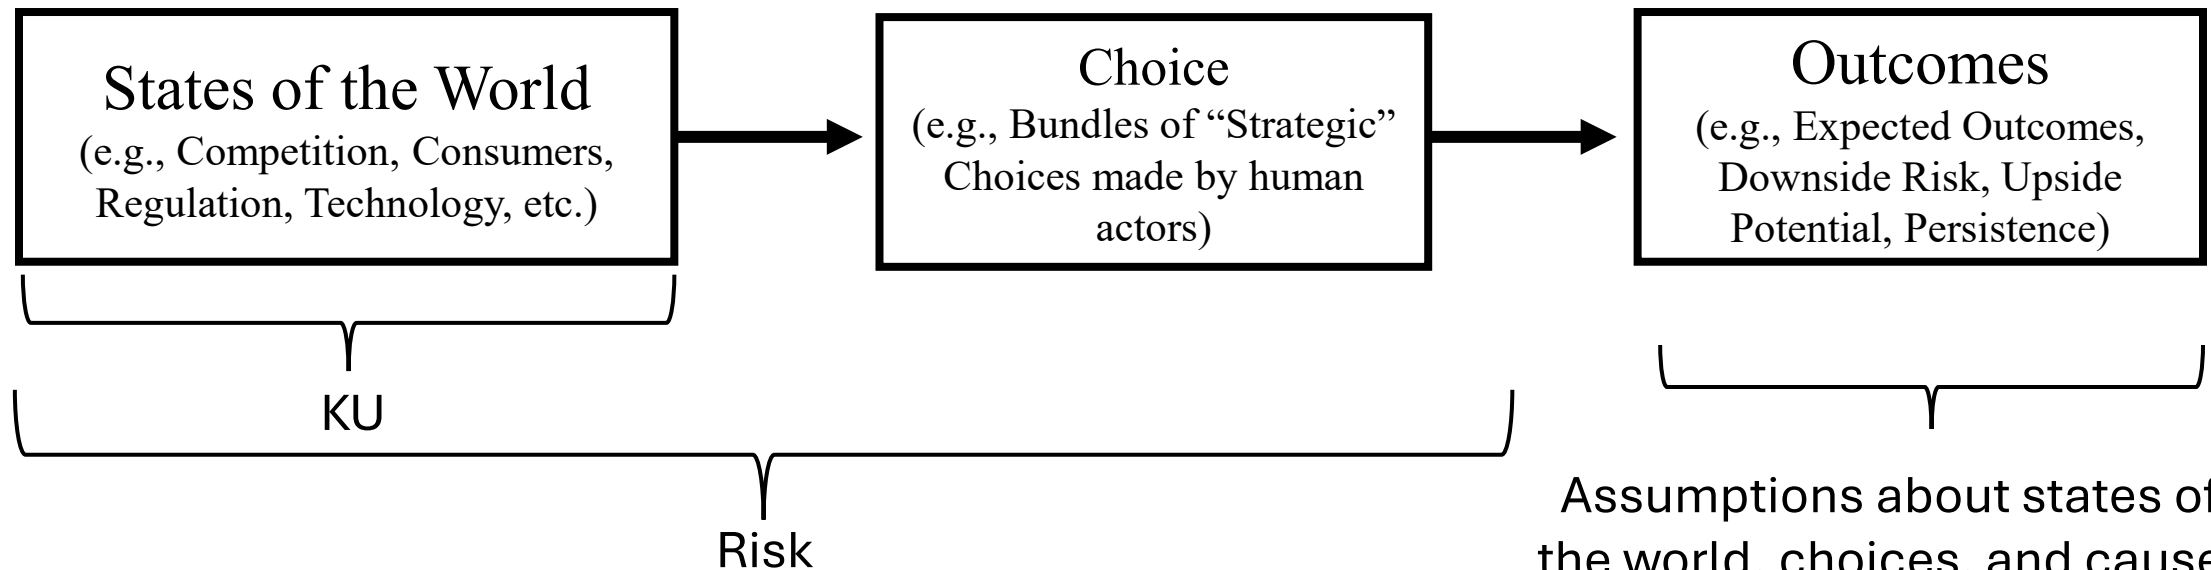 States of the World
(e.g., Competition, Consumers,
Regulation, Technology, etc.)
Choice
(e.g., Bundles of “Strategic”
Choices made by human
actors)
Outcomes
(e.g., Expected Outcomes,
Downside Risk, Upside
Potential, Persistence)
KU
Risk
Assumptions about states of
the world, choices, and cause